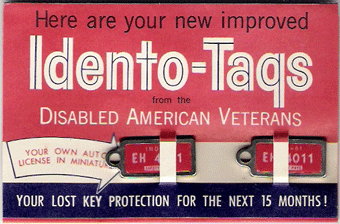 Here are your new improved
Idento=Tags
from the
DISABLED AMERICAN VETERANS
YOUR OWN AUTO
LICENSE IN MINIATURE
EH 4011
YOUR LOST KEY PROTECTION FOR THE NEXT 15 MONTHS!